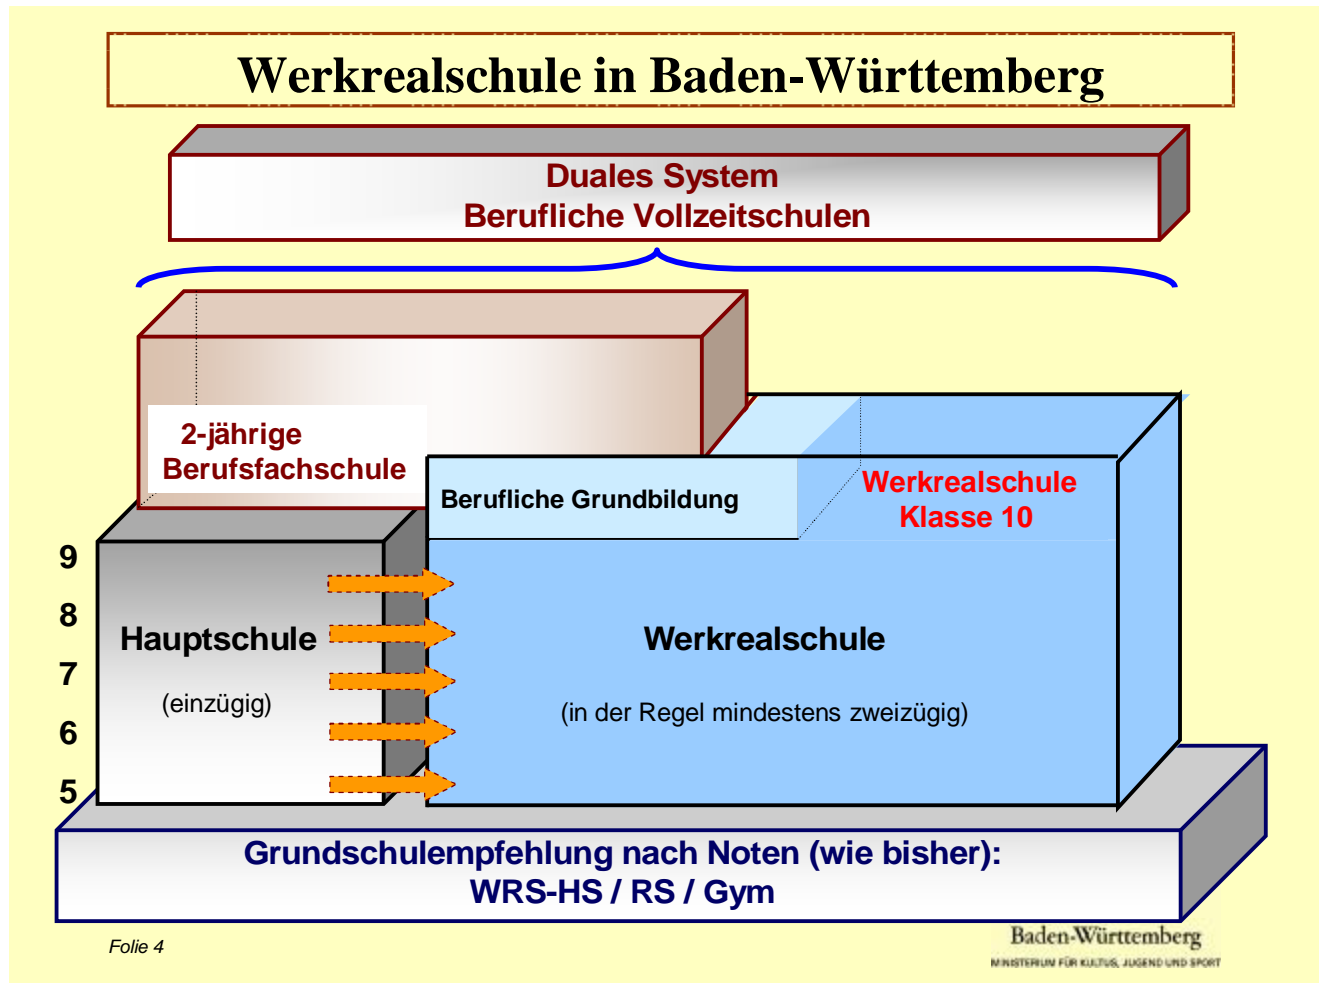 Werkrealschule in Baden-Württemberg
Duales System
Berufliche Vollzeitschulen
2-jährige
Berufsfachschule
Berufliche Grundbildung
Werkrealschule
Klasse 10
9
8
7
6
5
Hauptschule
(einzügig)
Werkrealschule
(in der Regel mindestens zweizügig)
Grundschulempfehlung nach Noten (wie bisher):
WRS-HS / RS / Gym
Folie 4
Baden-Württemberg
MINISTERIUM FÜR KULTUS, JUGEND UND SPORT